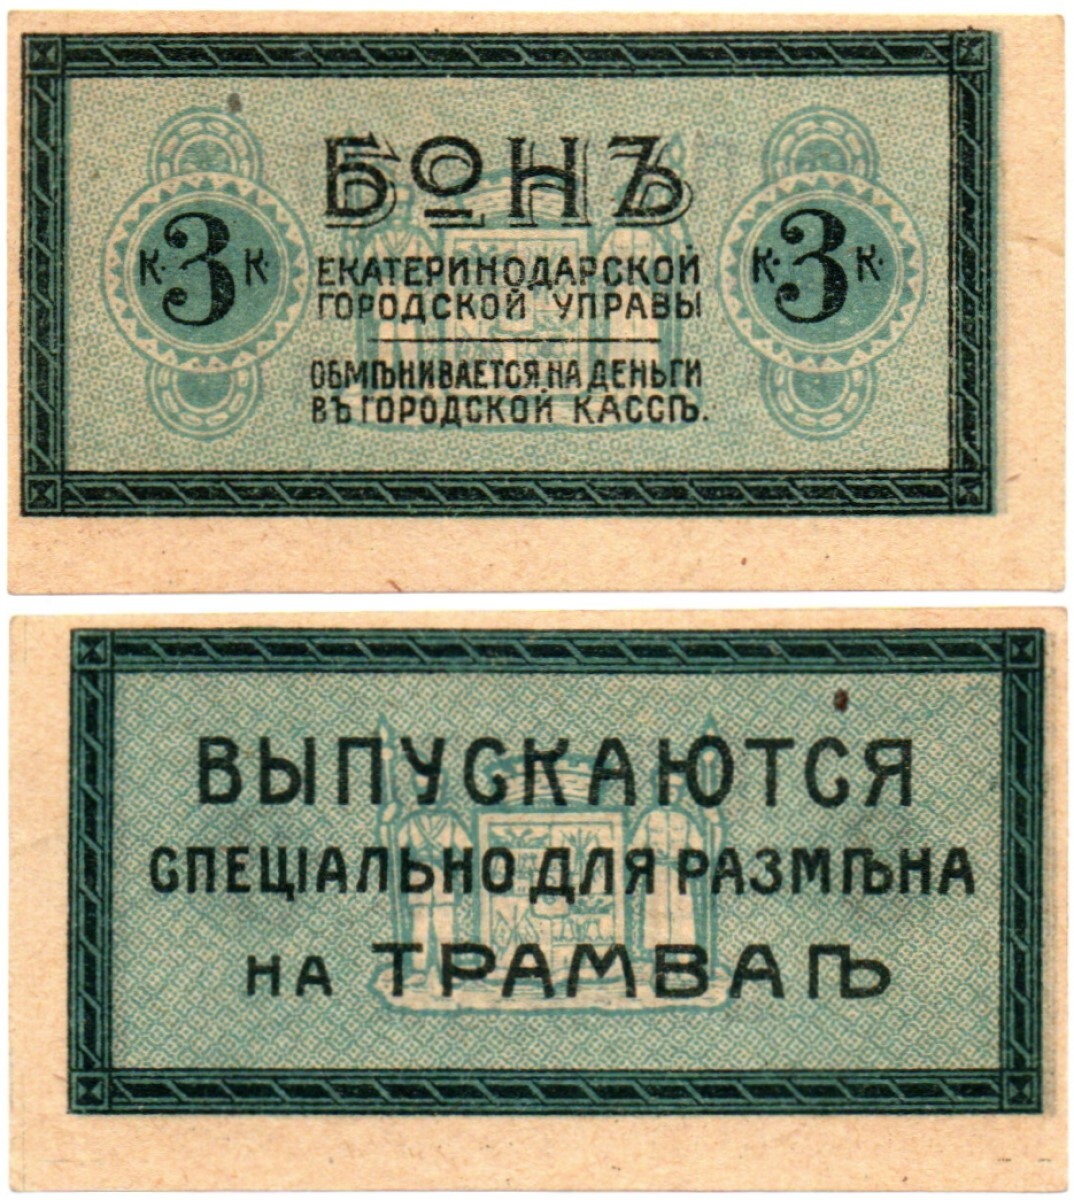 БОНЪ
К. 3 К.
К. 3 К.
ЕКАТЕРИНОДАРСКОЙ
ГОРОДСКОЙ УПРАВЫ
ОБМѢНИВАЕТСЯ НА ДЕНЬГИ
ВЪ ГОРОДСКОЙ КАССѢ.
ВЫПУСКАЮТСЯ
СПЕЦІАЛЬНО ДЛЯ РАЗМѢНА
НА ТРАМВАѢ